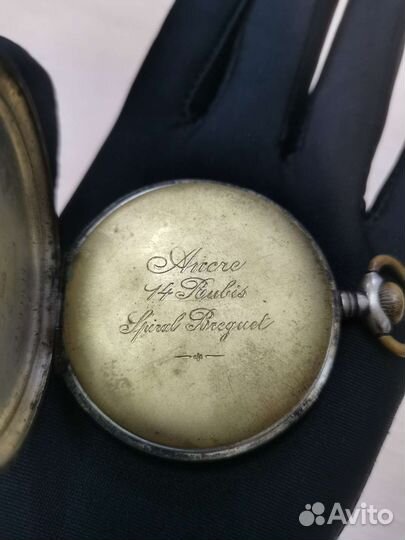 Ancre
14 Rubis
Spiral Breguet
Avito